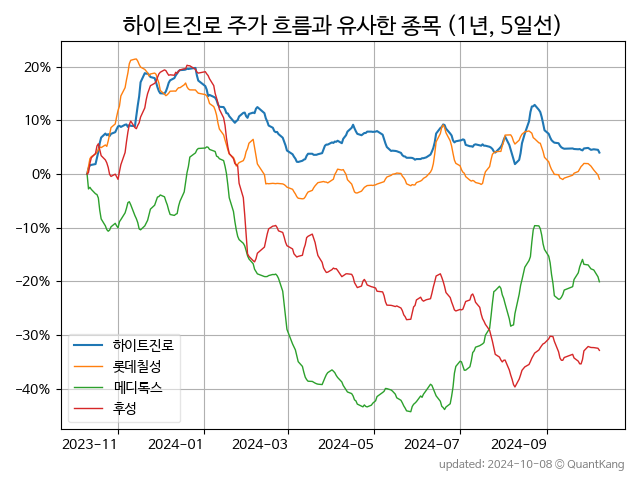 하이트진로 주가 흐름과 유사한 종목 (1년, 5일선)
20%
10%
0%
−10%
−20%
−30%
−40%
하이트진로
롯데칠성
메디톡스
후성
2023-11
2024-01
2024-03
2024-05
2024-07
2024-09
updated: 2024-10-08 © QuantKang